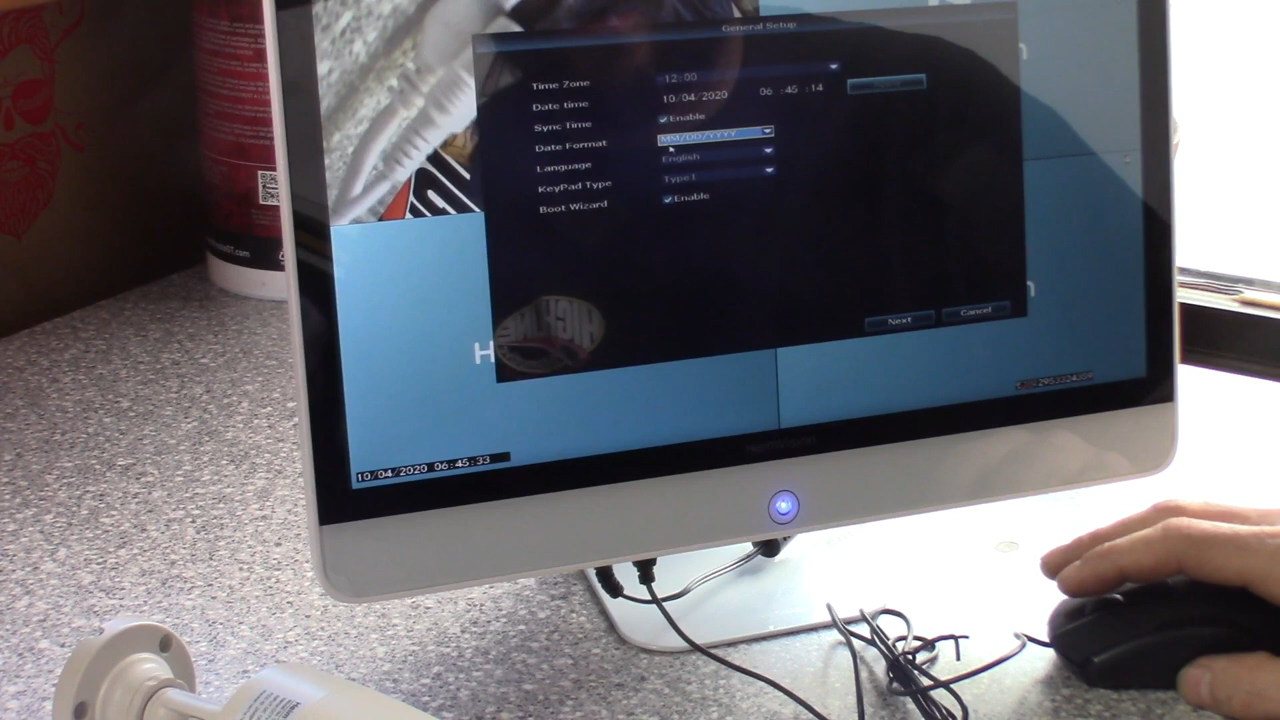 General Setup
Time Zone 12:00
Date time 10/04/2020 06 :45 :14
Sync Time Enable
Date Format MM/DD/YYYY
Language English
KeyPad Type Type1
Boot Wizard Enable
Next Cancel
H
n
n
10/04/2020 06:45:33